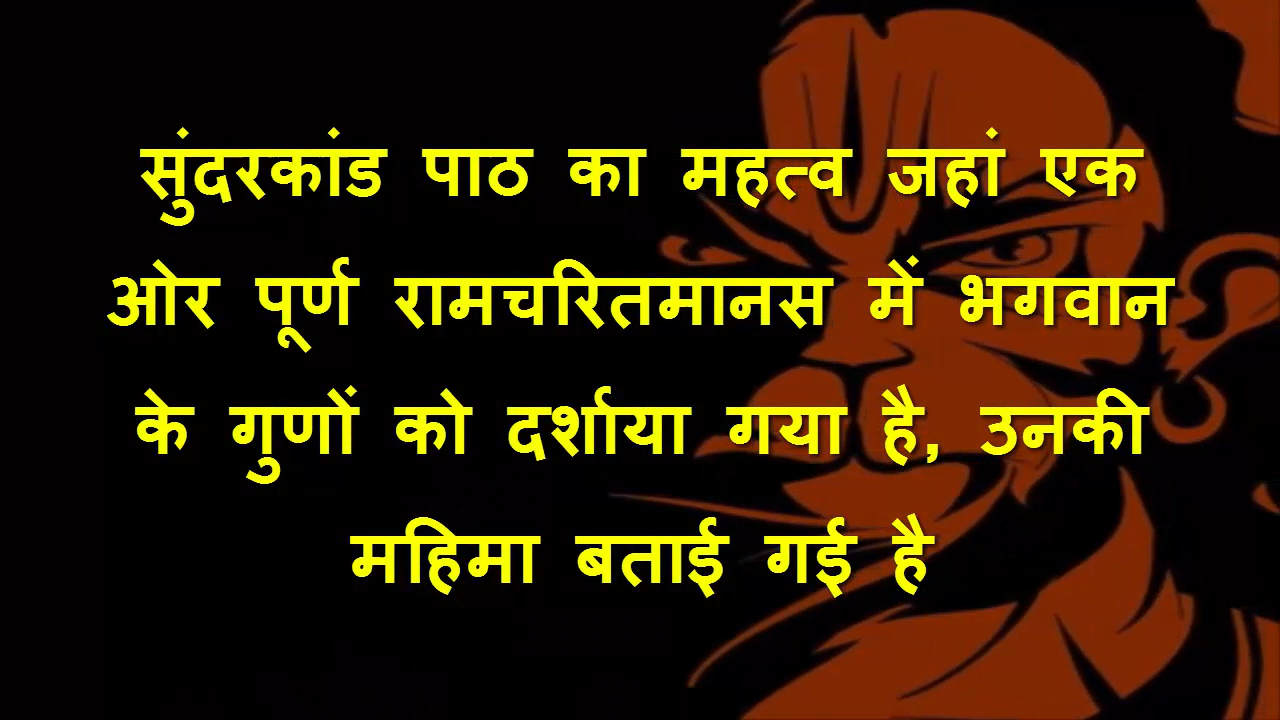 सुंदरकांड पाठ का महत्व जहां एक
ओर पूर्ण रामचरितमानस में भगवान
के गुणों को दर्शाया गया है, उनकी
महिमा बताई गई है